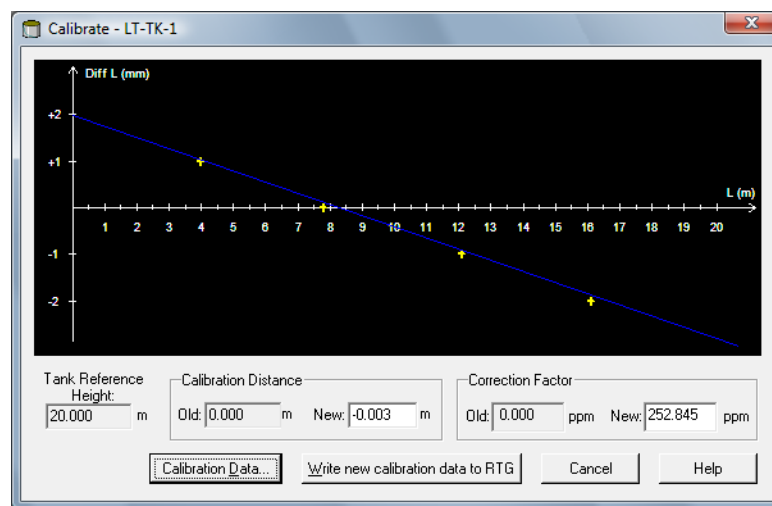 Calibrate - LT-TK-1
Diff L (mm)
+2
+1
L (m)
1 2 3 4 5 6 7 8 9 10 11 12 13 14 15 16 17 18 19 20
-1
-2
Tank Reference Height:
20.000 m
Calibration Distance
Old: 0.000 m New: -0.003 m
Correction Factor
Old: 0.000 ppm New: 252.845 ppm
Calibration Data... Write new calibration data to RTG Cancel Help